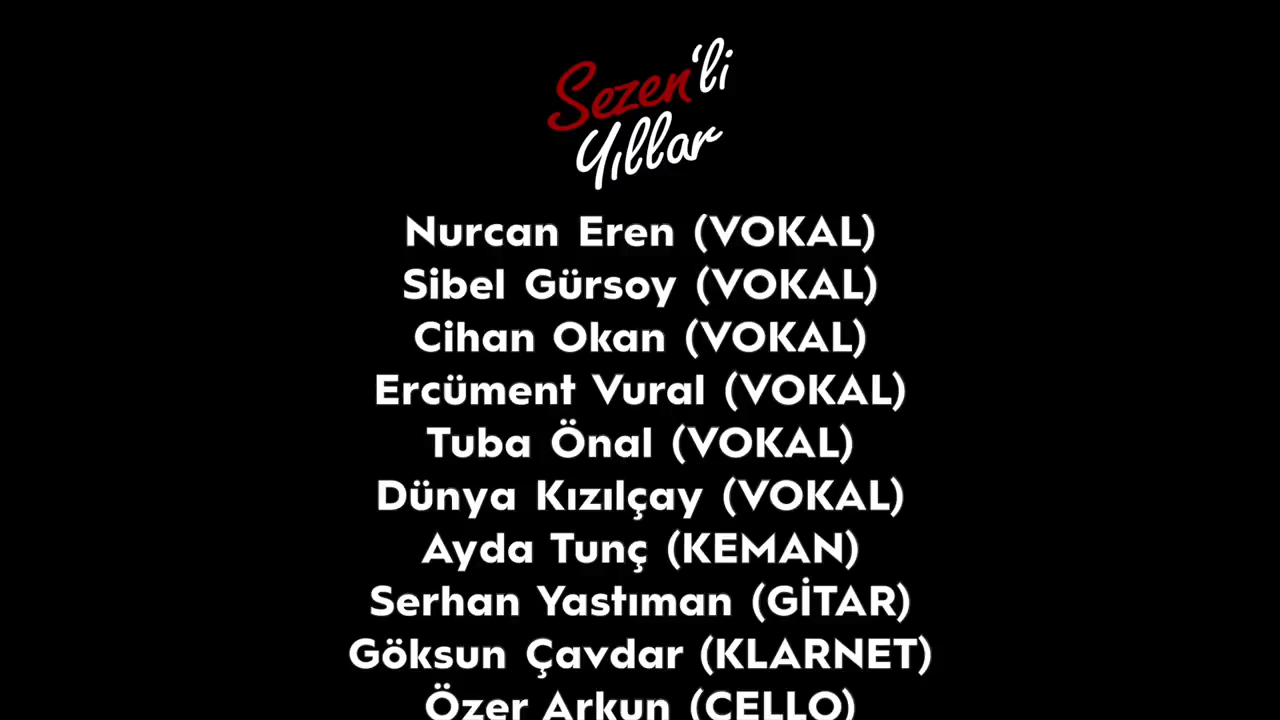 Sezen'li
Yıllar
Nurcan Eren (VOKAL)
Sibel Gürsoy (VOKAL)
Cihan Okan (VOKAL)
Ercüment Vural (VOKAL)
Tuba Önal (VOKAL)
Dünya Kızılçay (VOKAL)
Ayda Tunç (KEMAN)
Serhan Yastıman (GİTAR)
Göksun Çavdar (KLARNET)
Özer Arkun (CELLO)